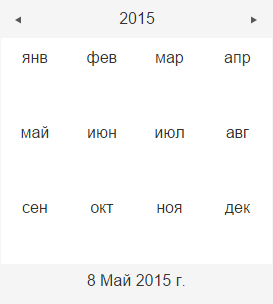 2015
янв фев мар апр
май июн июл авг
сен окт ноя дек
8 Май 2015 г.